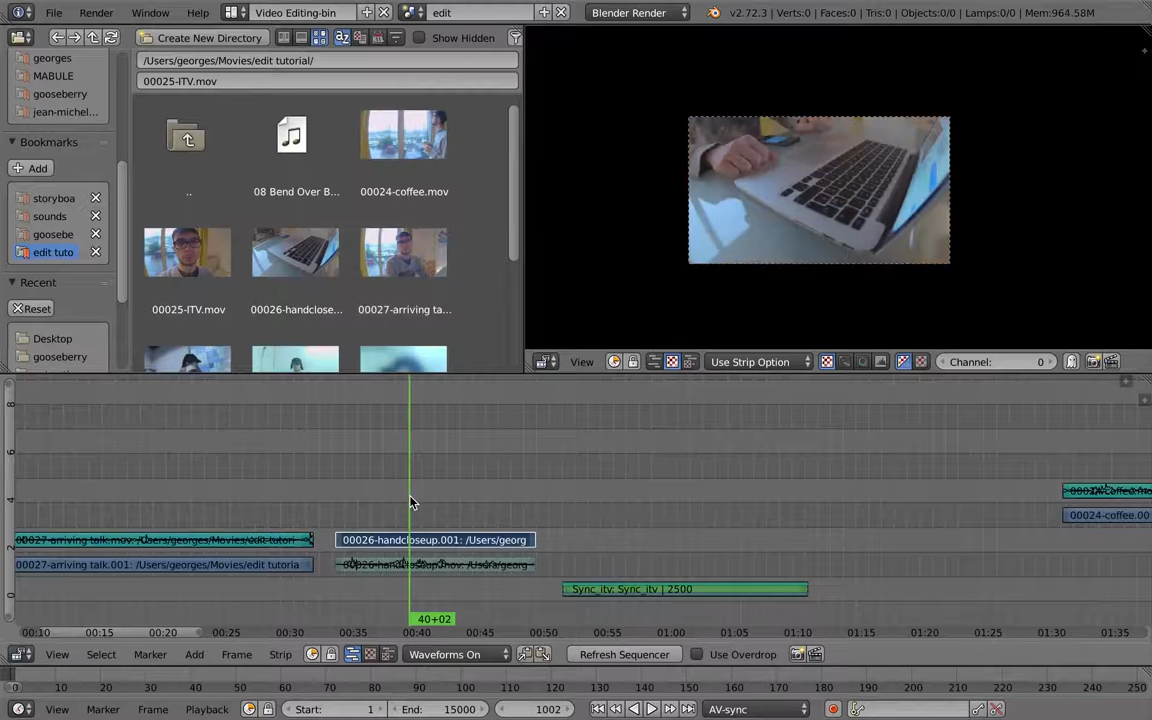 File Render Window Help Video Editing-bin edit Blender Render v2.72.3 | Verts:0 | Faces:0 | Tris:0 | Objects:0/0 | Lamps:0/0 | Mem:964.58M
Create New Directory Show Hidden
georges
MABULE
gooseberry
jean-michel...
Bookmarks
Add
storyboa
sounds
goosebe
edit tuto
Recent
Reset
Desktop
gooseberry
/Users/georges/Movies/edit tutorial/
00025-ITV.mov
..
08 Bend Over B...
00024-coffee.mov
00025-ITV.mov
00026-handclose...
00027-arriving ta...
View Use Strip Option Channel: 0
8
4
2
0
00024-coffee.00
00027-arriving talk.mov: /Users/georges/Movies/edit tutori
00026-handcloseup.001: /Users/georg
00027-arriving talk.001: /Users/georges/Movies/edit tutoria
00026-handcloseup.mov: /Users/georg
Sync_itv: Sync_itv | 2500
40+02
00:10 00:15 00:20 00:25 00:30 00:35 00:40 00:45 00:50 00:55 01:00 01:05 01:10 01:15 01:20 01:25 01:30 01:35
View Select Marker Add Frame Strip Waveforms On Refresh Sequencer Use Overdrop
0 10 20 30 40 50 60 70 80 90 100 110 120 130 140 150 160 170 180 190 200 210 220 230 240 250
View Marker Frame Playback Start: 1 End: 15000 1002 AV-sync